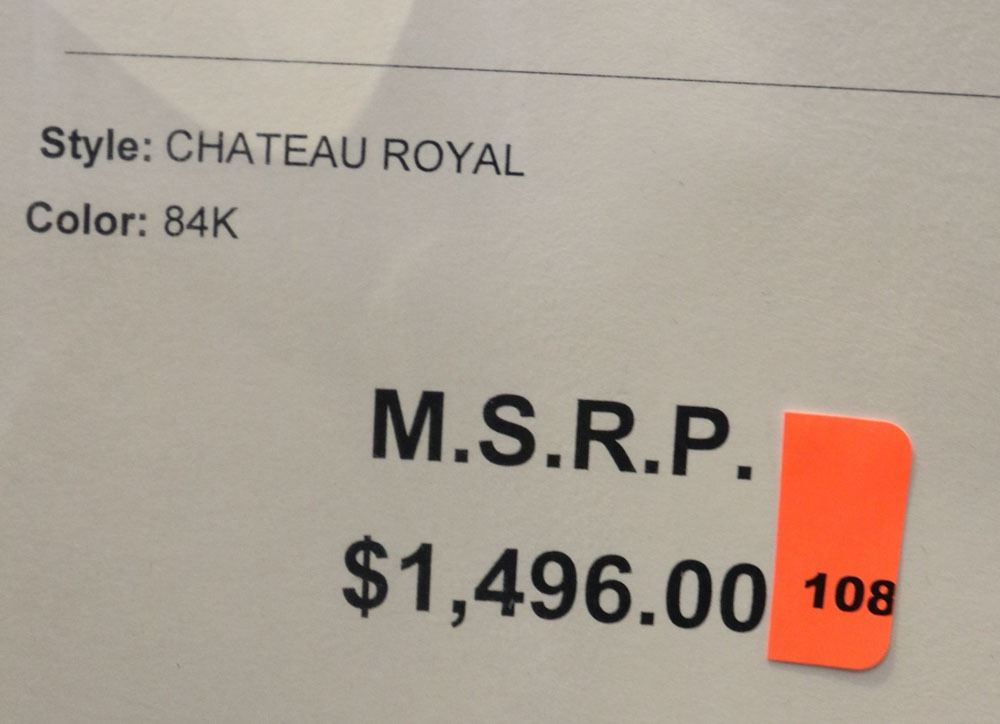 Style: CHATEAU ROYAL
Color: 84K
M.S.R.P.
$1,496.00
108